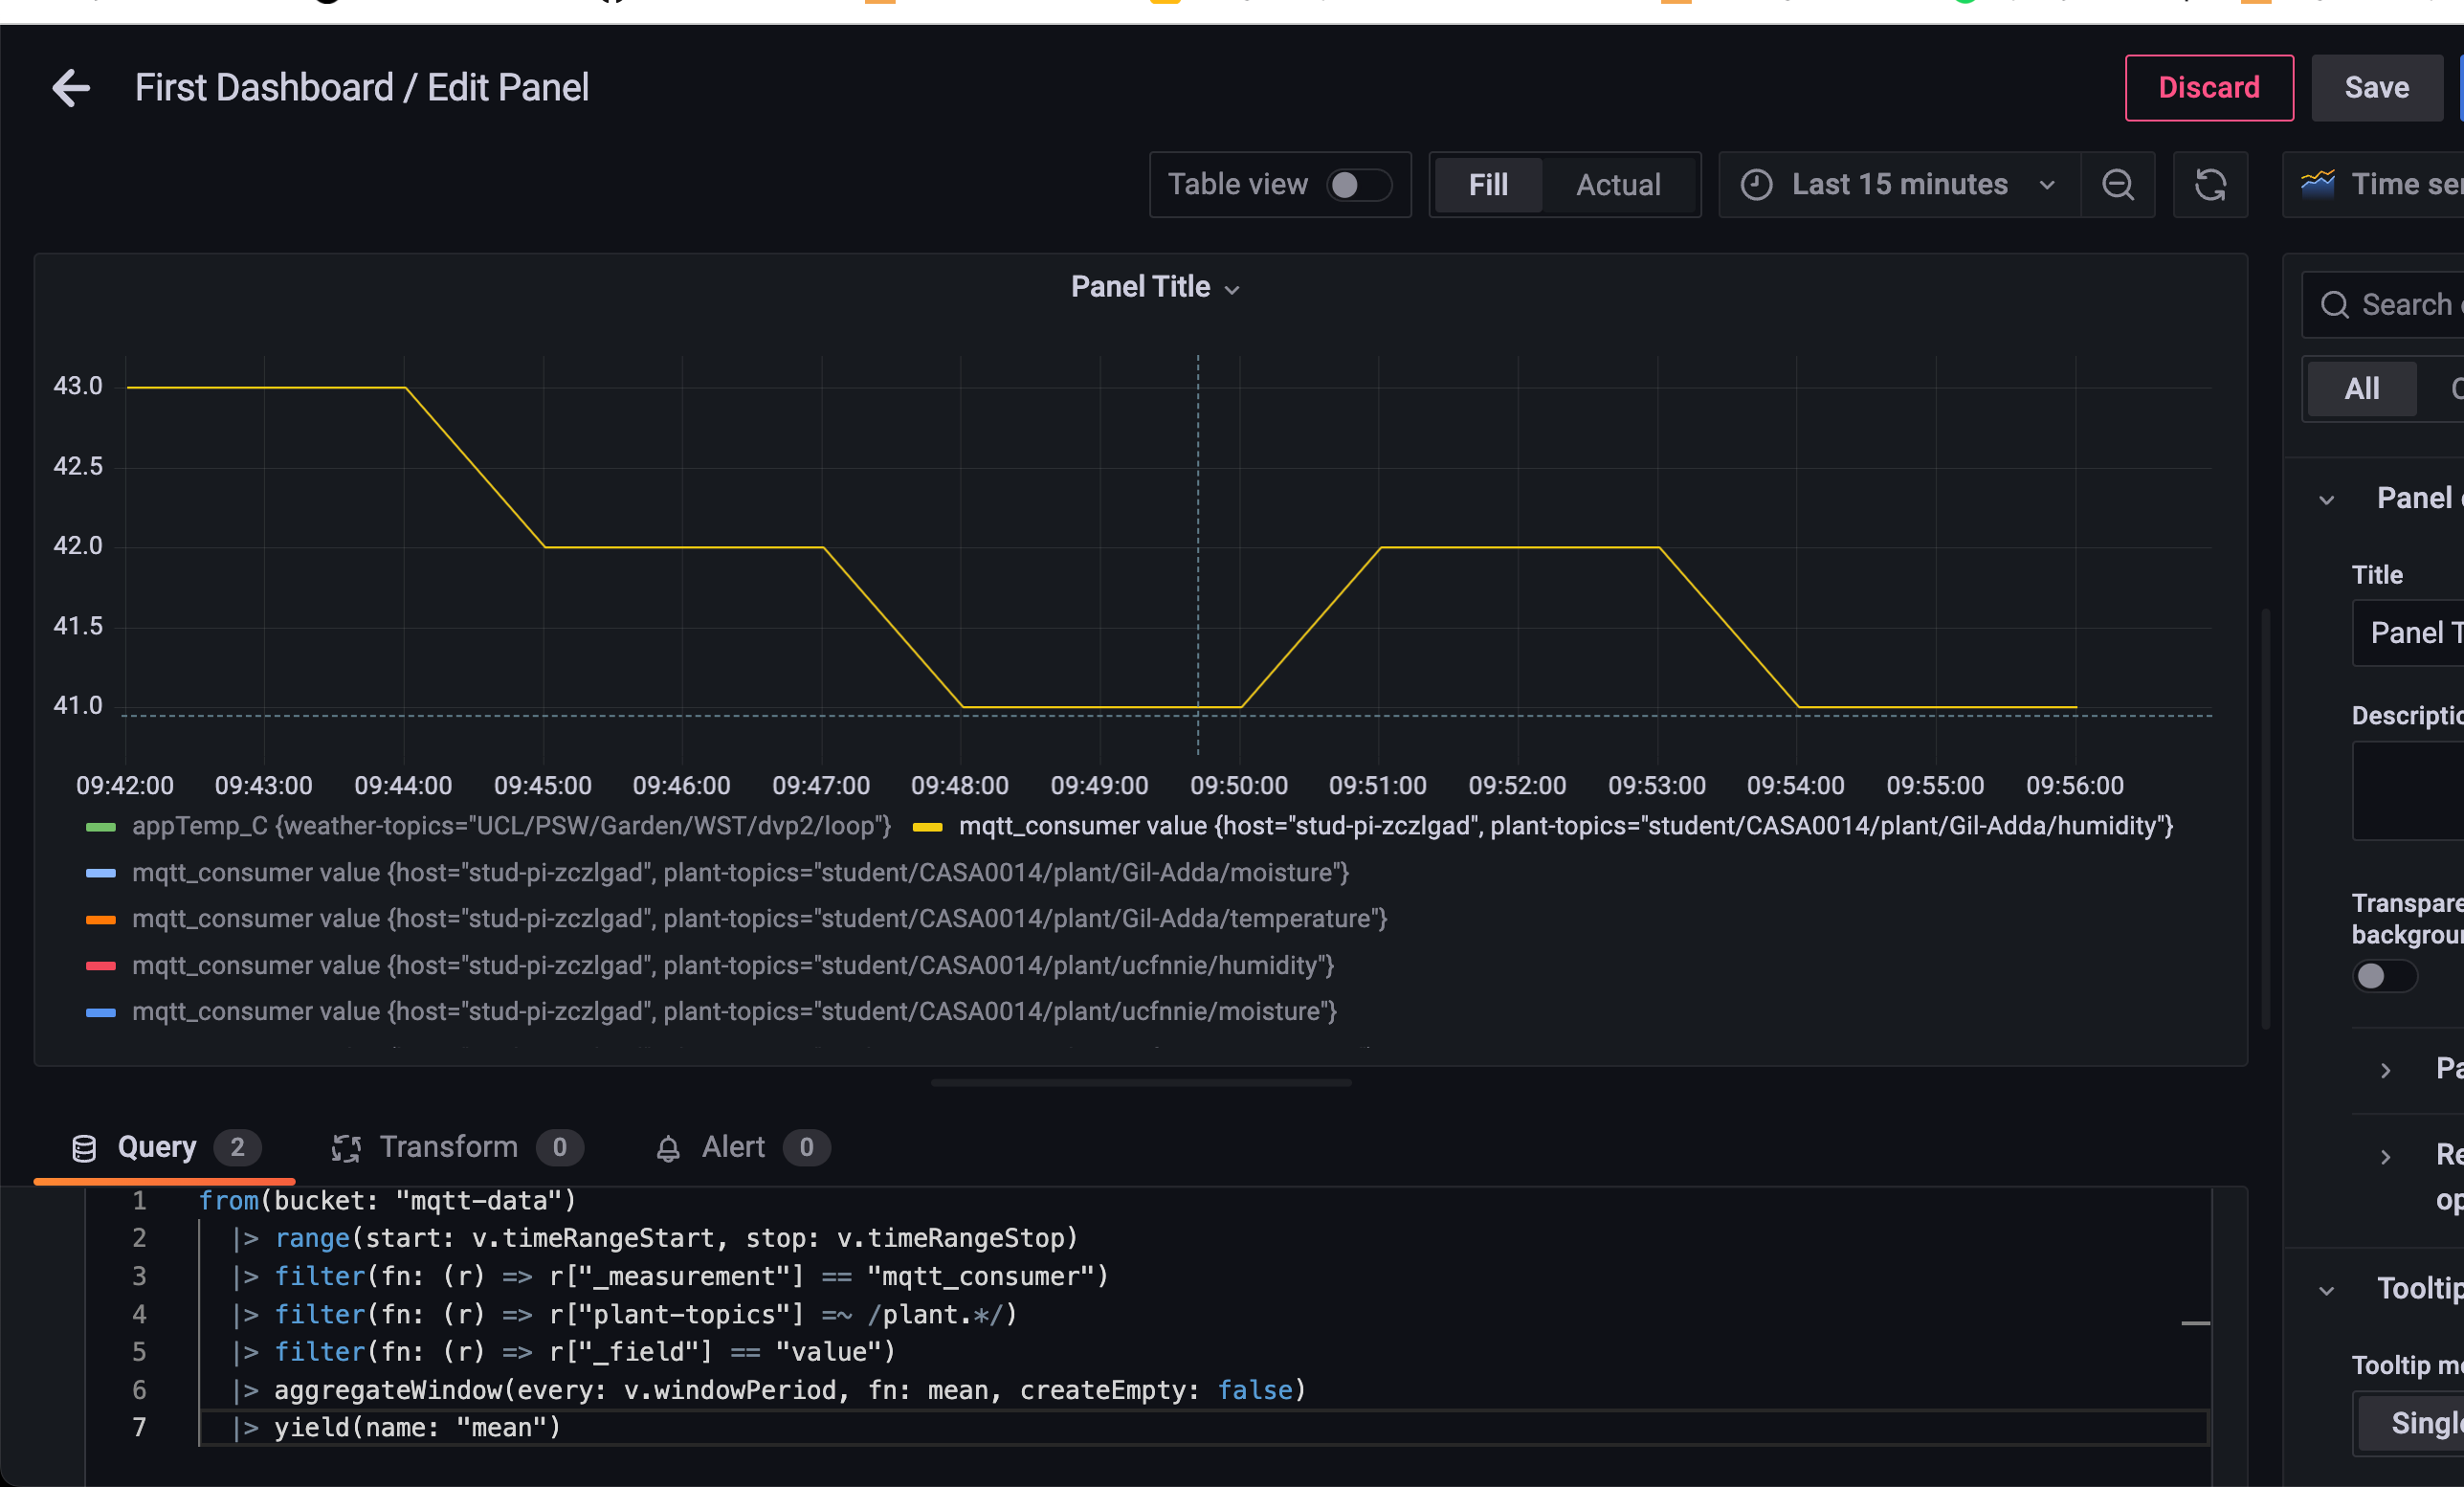 First Dashboard / Edit Panel
Discard
Save
Table view
Fill
Actual
Last 15 minutes
Time ser
Panel Title
43.0
42.5
42.0
41.5
41.0
09:42:00 09:43:00 09:44:00 09:45:00 09:46:00 09:47:00 09:48:00 09:49:00 09:50:00 09:51:00 09:52:00 09:53:00 09:54:00 09:55:00 09:56:00
appTemp_C {weather-topics="UCL/PSW/Garden/WST/dvp2/loop"} mqtt_consumer value {host="stud-pi-zczlgad", plant-topics="student/CASA0014/plant/Gil-Adda/humidity"}
mqtt_consumer value {host="stud-pi-zczlgad", plant-topics="student/CASA0014/plant/Gil-Adda/moisture"}
mqtt_consumer value {host="stud-pi-zczlgad", plant-topics="student/CASA0014/plant/Gil-Adda/temperature"}
mqtt_consumer value {host="stud-pi-zczlgad", plant-topics="student/CASA0014/plant/ucfnnie/humidity"}
mqtt_consumer value {host="stud-pi-zczlgad", plant-topics="student/CASA0014/plant/ucfnnie/moisture"}
Query 2
Transform 0
Alert 0
1 from(bucket: "mqtt-data")
2 |> range(start: v.timeRangeStart, stop: v.timeRangeStop)
3 |> filter(fn: (r) => r["_measurement"] == "mqtt_consumer")
4 |> filter(fn: (r) => r["plant-topics"] =~ /plant.*/)
5 |> filter(fn: (r) => r["_field"] == "value")
6 |> aggregateWindow(every: v.windowPeriod, fn: mean, createEmpty: false)
7 |> yield(name: "mean")
Search
All
Panel
Title
Panel T
Descriptio
Transpare
backgroun
Pa
Re
op
Tooltip
Tooltip mo
Single